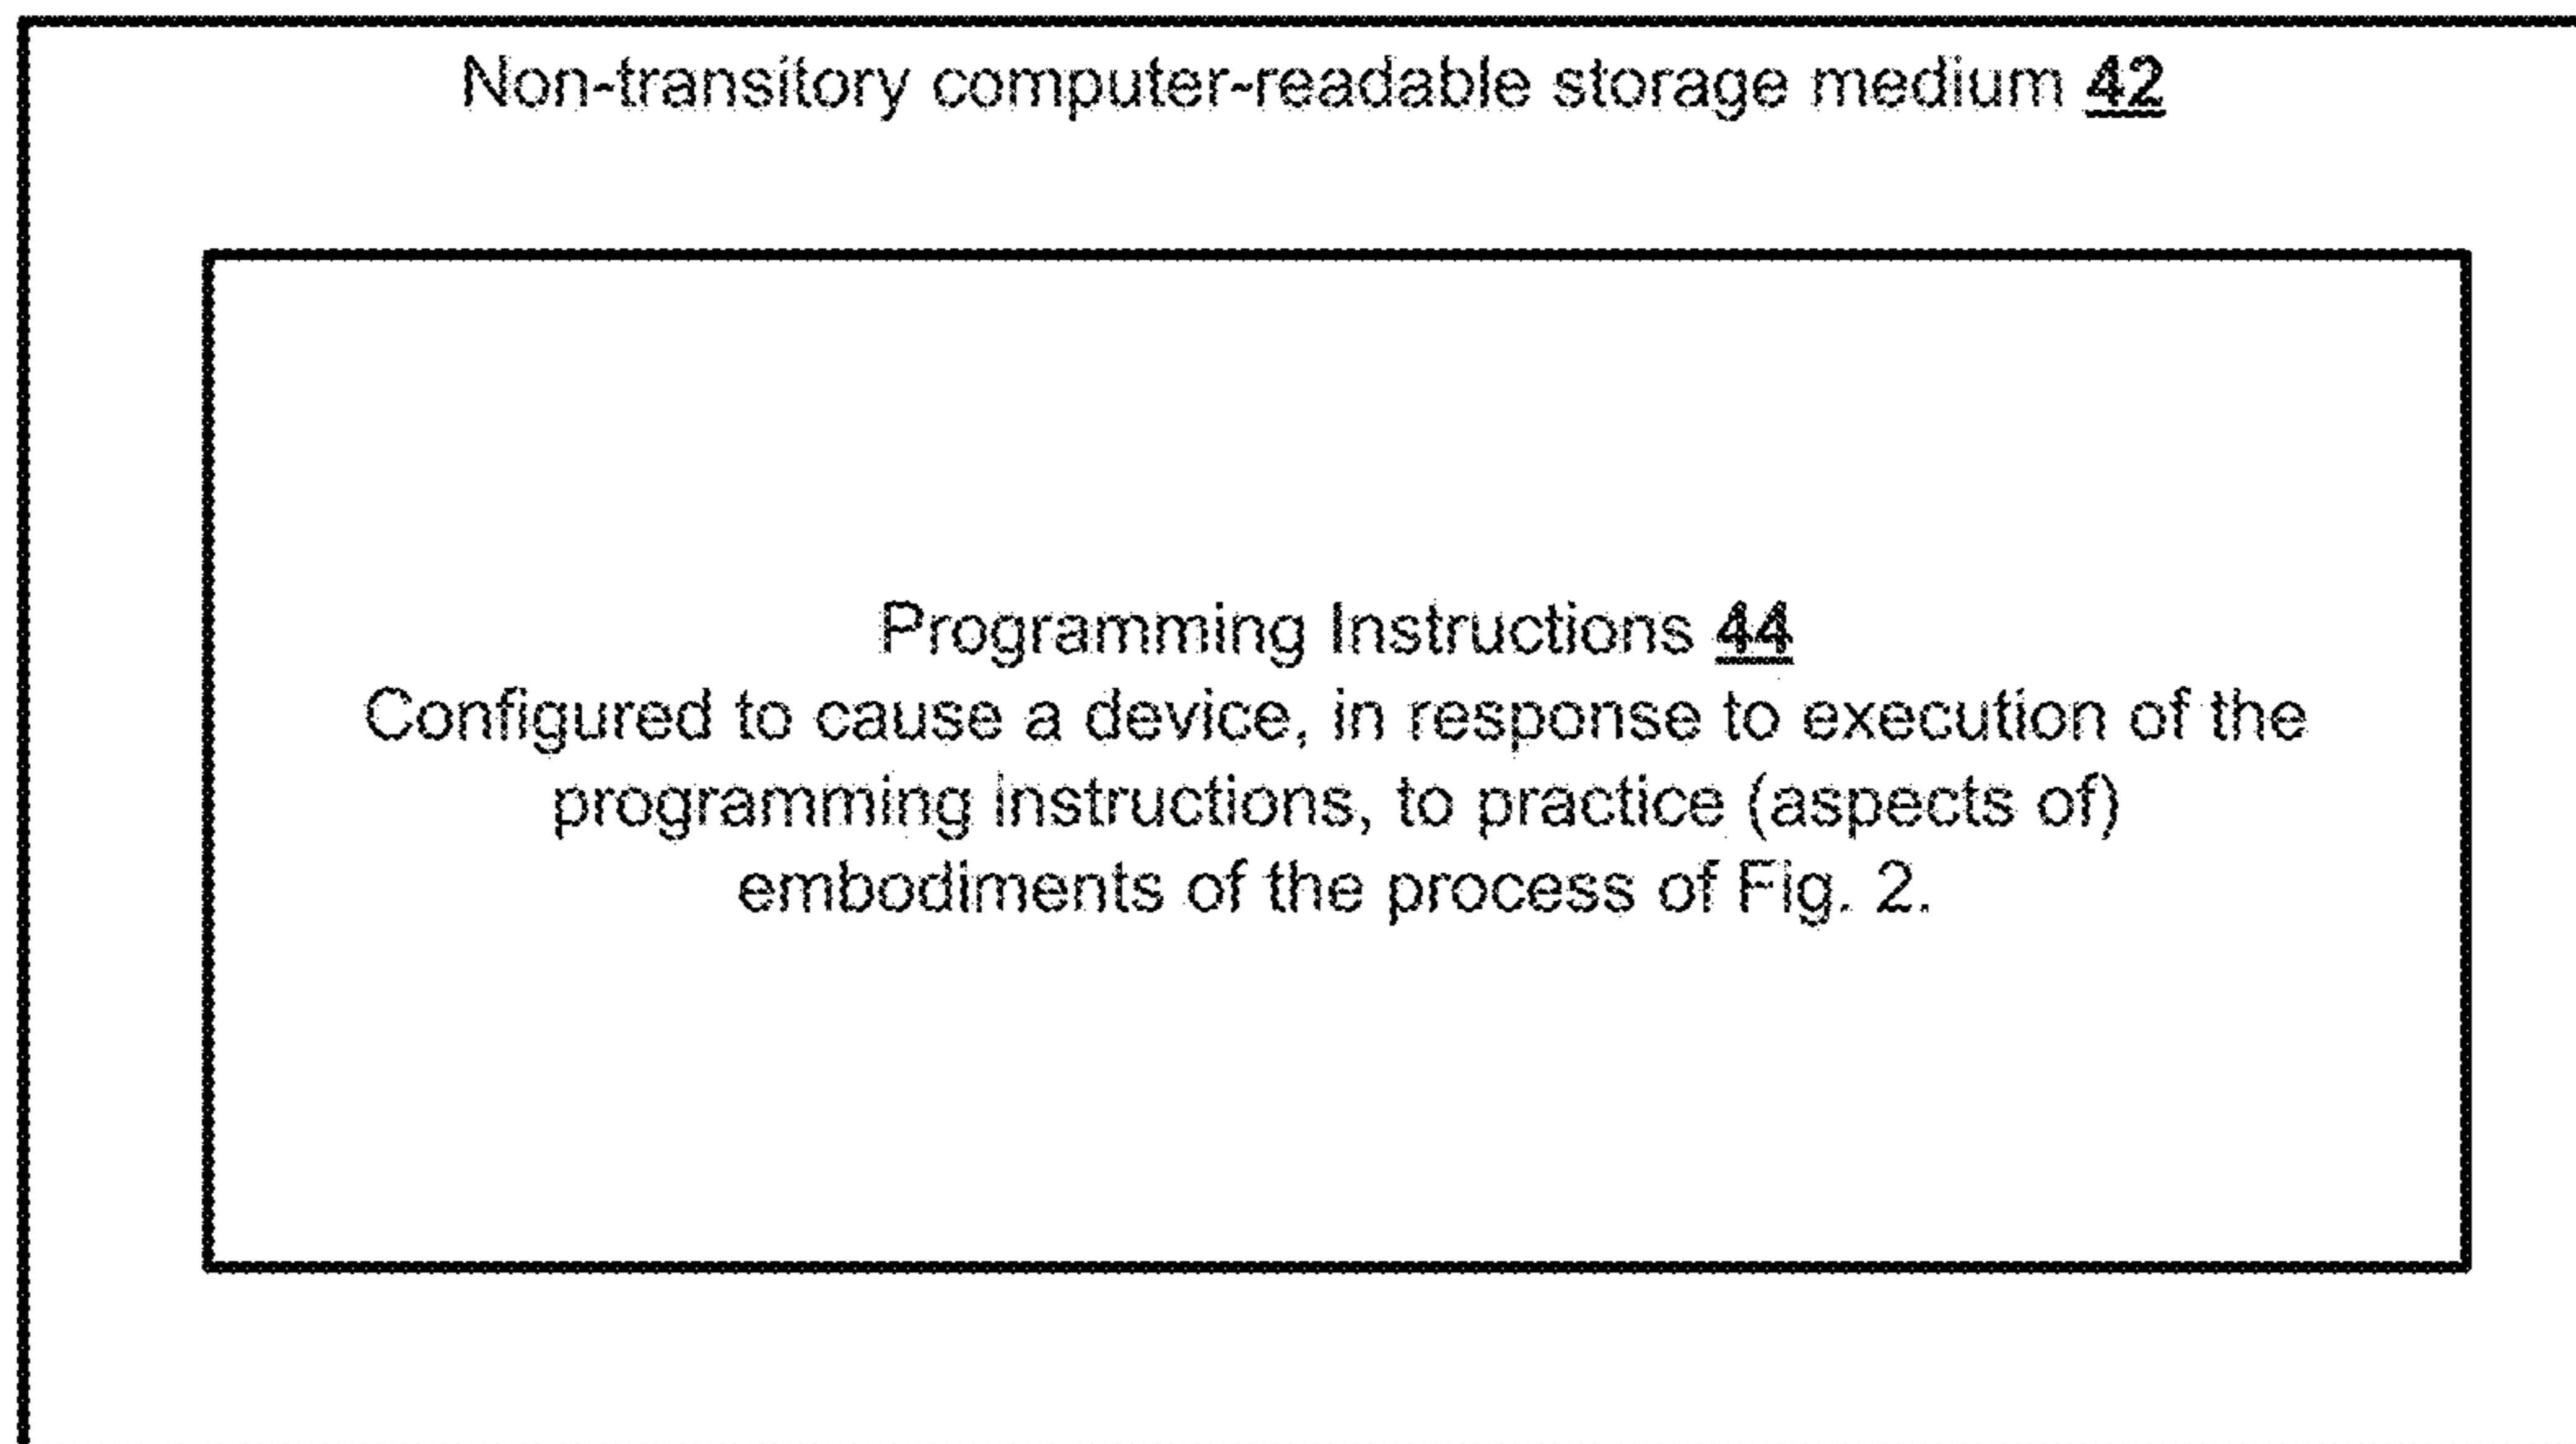 Non-transitory computer-readable storage medium 42
Programming Instructions 44
Configured to cause a device, in response to execution of the
programming instructions, to practice (aspects of)
embodiments of the process of Fig. 2.